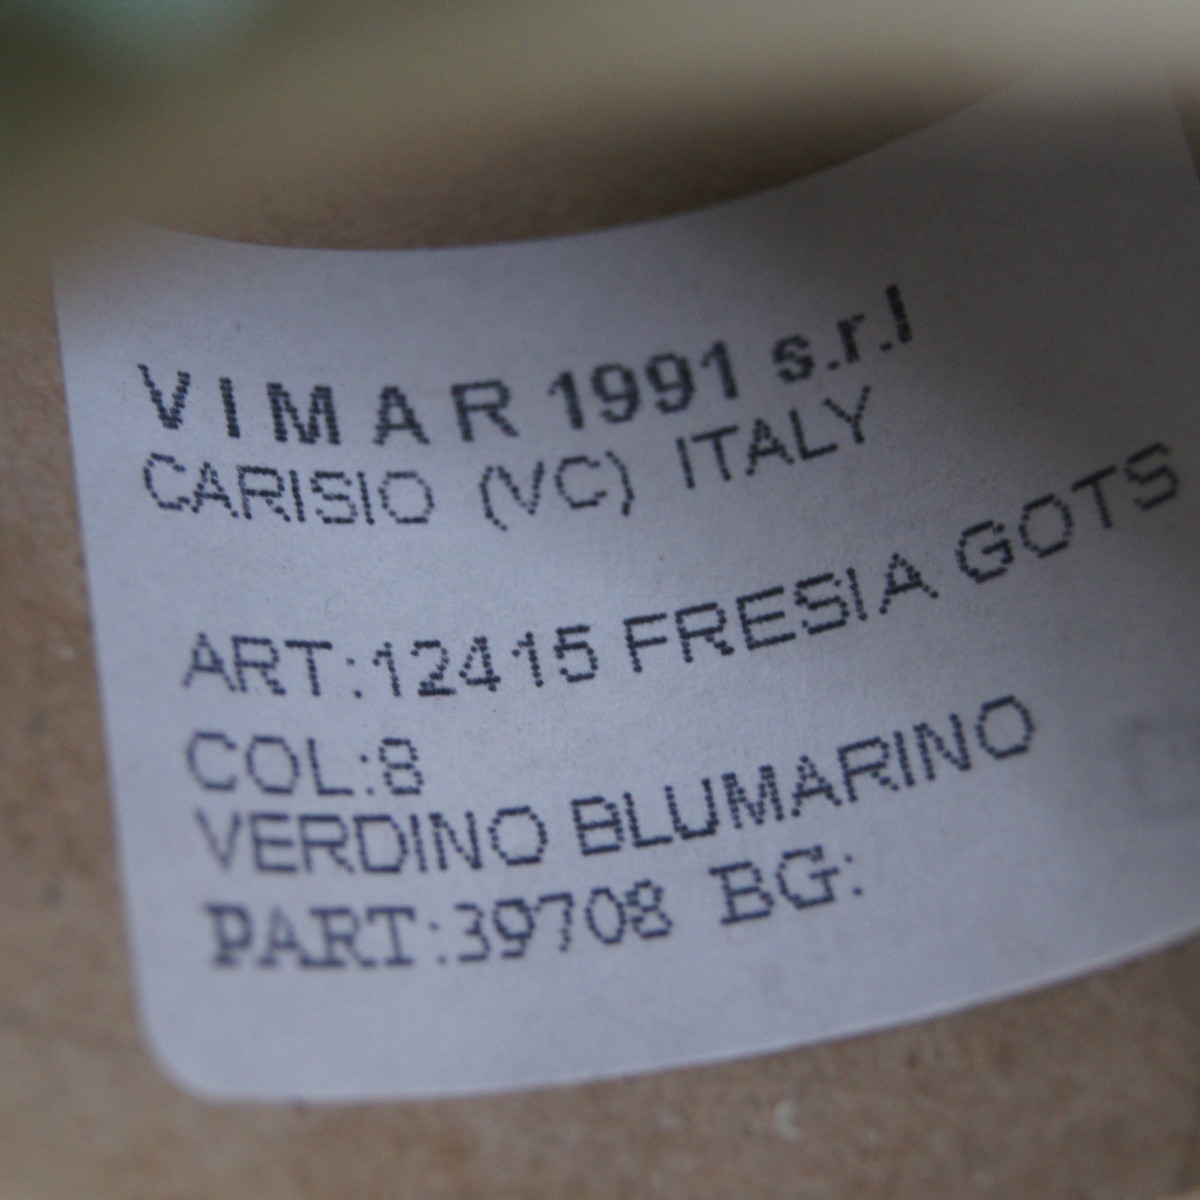 VIMAR 1991 s.r.l
CARISIO (VC) ITALY
ART:12415 FRESIA GOTS
COL:8
VERDINO BLUMARINO
PART:39708 BG: